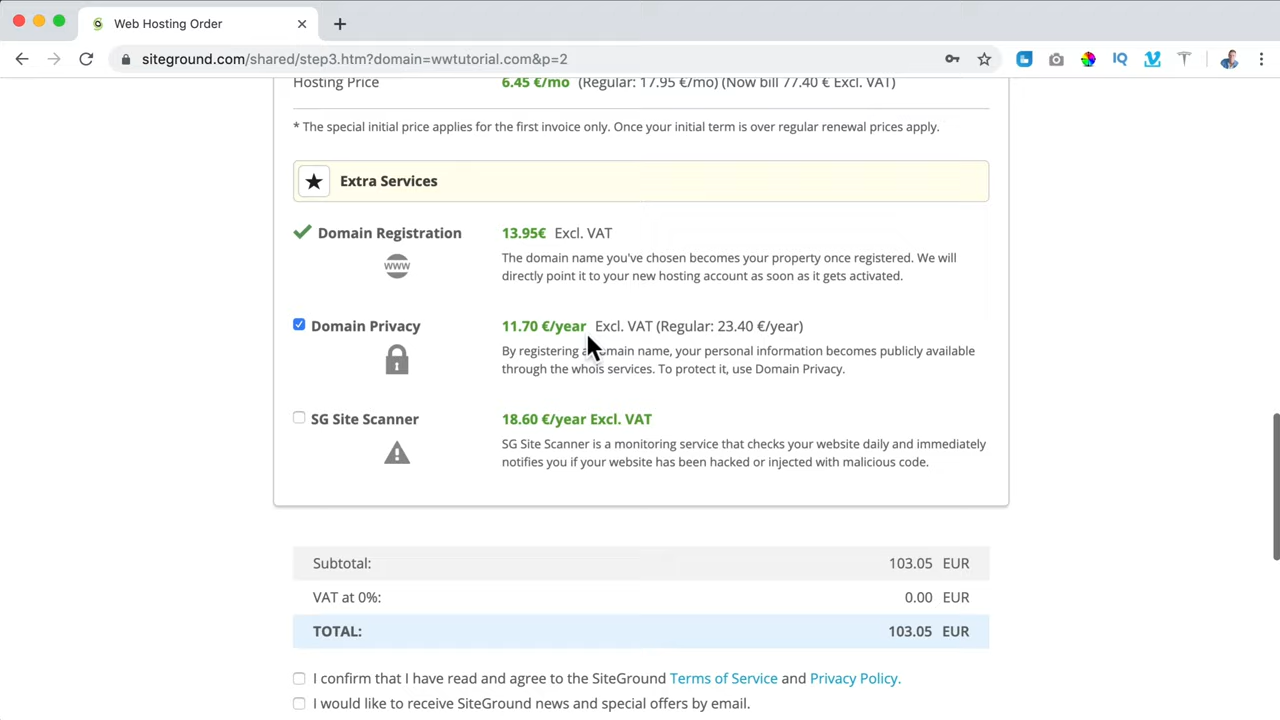 Web Hosting Order
siteground.com/shared/step3.htm?domain=wwtutorial.com&p=2
IQ
Hosting Price 6.45 €/mo (Regular: 17.95 €/mo) (Now bill 77.40 € Excl. VAT)
* The special initial price applies for the first invoice only. Once your initial term is over regular renewal prices apply.
Extra Services
Domain Registration 13.95€ Excl. VAT
www
The domain name you've chosen becomes your property once registered. We will
directly point it to your new hosting account as soon as it gets activated.
Domain Privacy 11.70 €/year Excl. VAT (Regular: 23.40 €/year)
By registering a domain name, your personal information becomes publicly available
through the whois services. To protect it, use Domain Privacy.
SG Site Scanner 18.60 €/year Excl. VAT
SG Site Scanner is a monitoring service that checks your website daily and immediately
notifies you if your website has been hacked or injected with malicious code.
Subtotal: 103.05 EUR
VAT at 0%: 0.00 EUR
TOTAL: 103.05 EUR
I confirm that I have read and agree to the SiteGround Terms of Service and Privacy Policy.
I would like to receive SiteGround news and special offers by email.